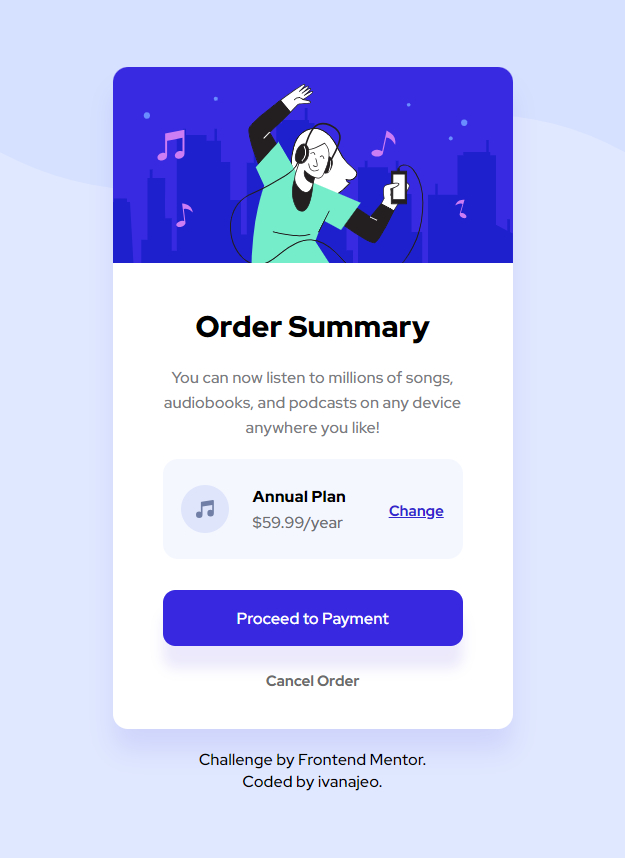 Order Summary
You can now listen to millions of songs,
audiobooks, and podcasts on any device
anywhere you like!
Annual Plan
$59.99/year
Change
Proceed to Payment
Cancel Order
Challenge by Frontend Mentor.
Coded by ivanajeo.